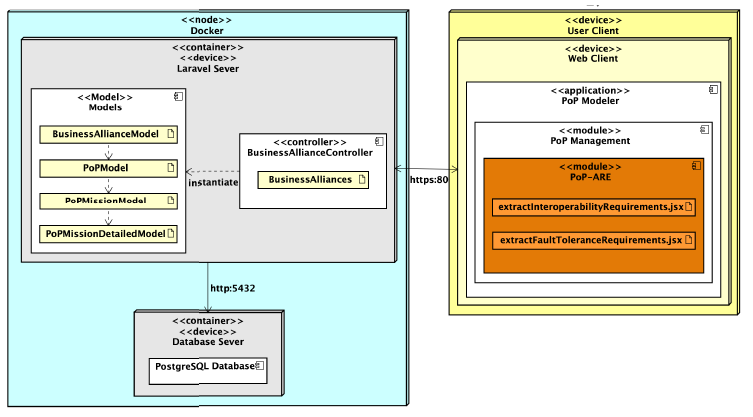 <<node>>
Docker
<<container>>
<<device>>
Laravel Sever
<<Model>>
Models
BusinessAllianceModel
PoPModel
PoPMissionModel
PoPMissionDetailedModel
instantiate
<<controller>>
BusinessAllianceController
BusinessAlliances
http:5432
<<container>>
<<device>>
Database Sever
PostgreSQL Database
https:80
<<device>>
User Client
<<device>>
Web Client
<<application>>
PoP Modeler
<<module>>
PoP Management
<<module>>
PoP-ARE
extractInteroperabilityRequirements.jsx
extractFaultToleranceRequirements.jsx